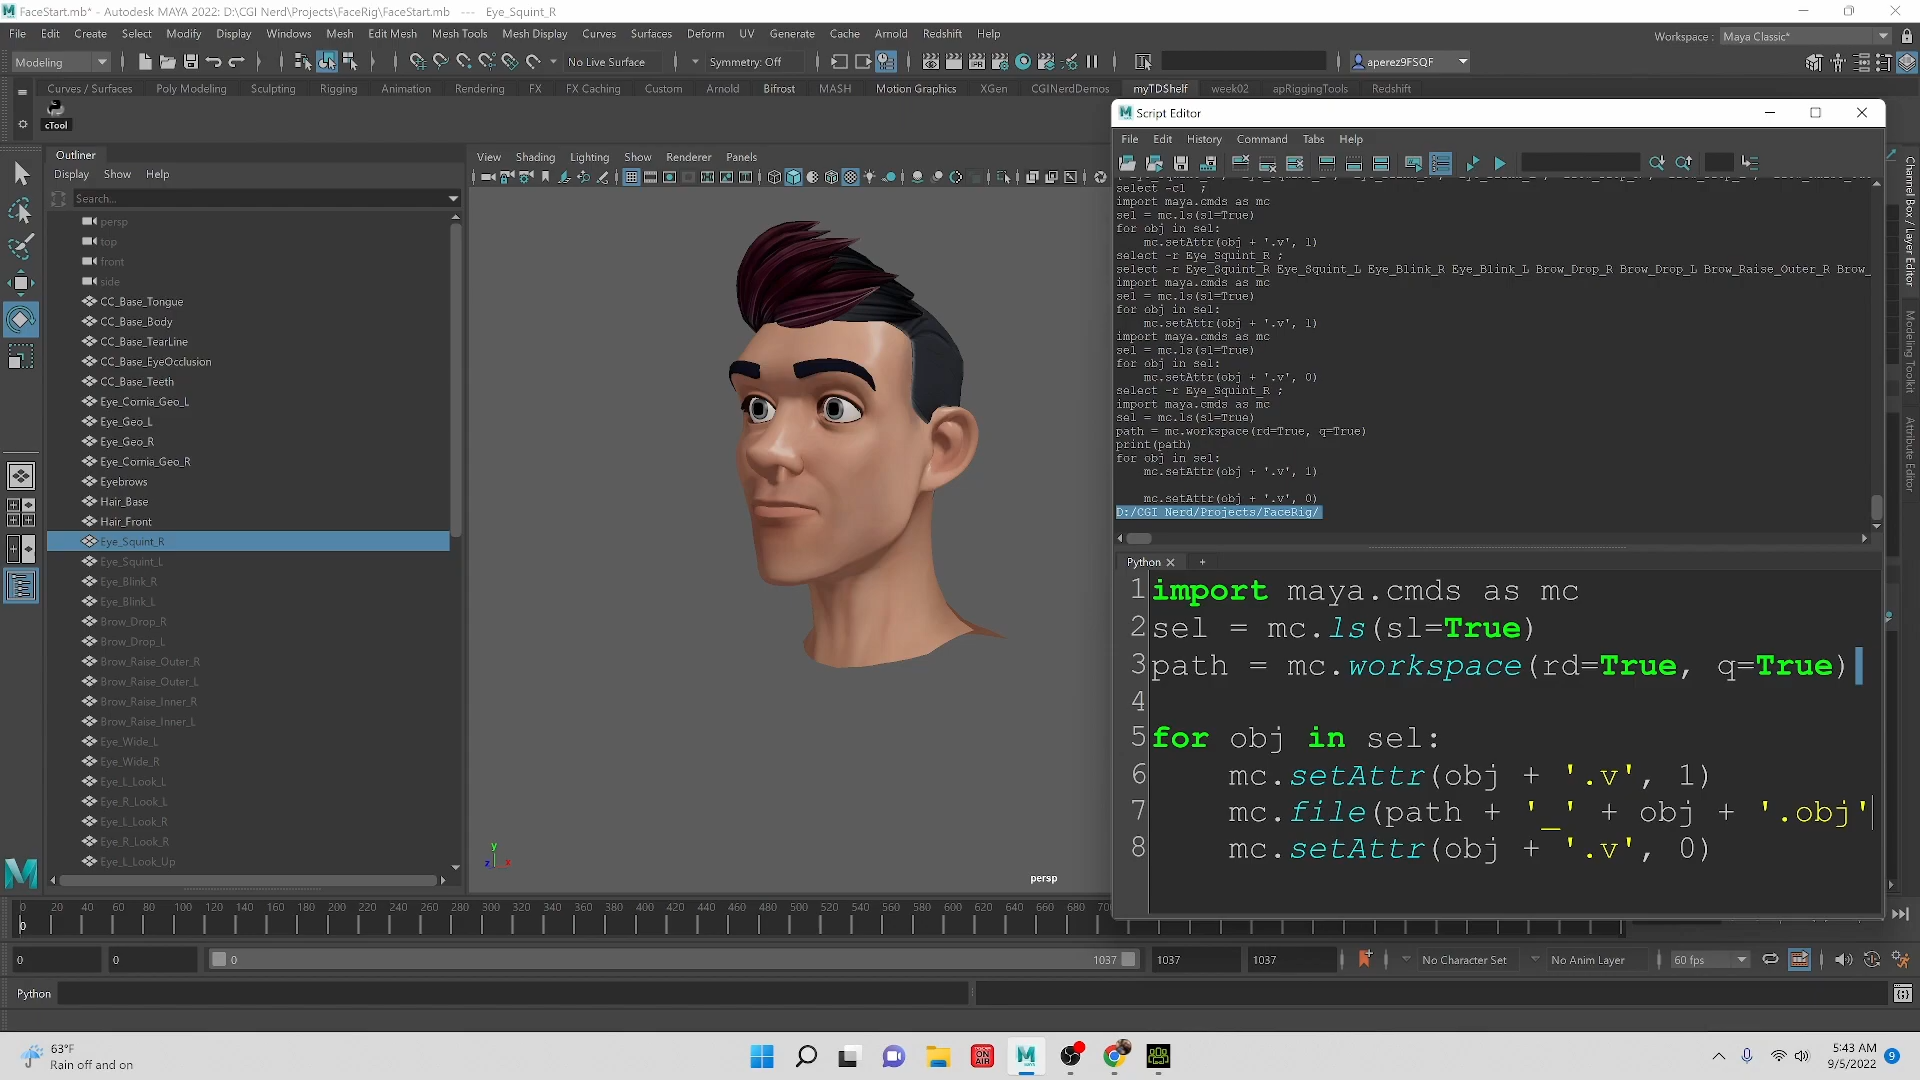 FaceStart.mb* - Autodesk MAYA 2022: D:\CGI Nerd\Projects\FaceRig\FaceStart.mb --- Eye_Squint_R
File Edit Create Select Modify Display Windows Mesh Edit Mesh Mesh Tools Mesh Display Curves Surfaces Deform UV Generate Cache Arnold Redshift Help
Workspace : Maya Classic*
Modeling
No Live Surface
Symmetry: Off
aperez9FSQF
Curves / Surfaces Poly Modeling Sculpting Rigging Animation Rendering FX FX Caching Custom Arnold Bifrost MASH Motion Graphics XGen CGINerdDemos myTDShelf week02 apRiggingTools Redshift
cTool
Outliner
Display Show Help
Search...
persp
top
front
side
CC_Base_Tongue
CC_Base_Body
CC_Base_TearLine
CC_Base_EyeOcclusion
CC_Base_Teeth
Eye_Cornia_Geo_L
Eye_Geo_L
Eye_Geo_R
Eye_Cornia_Geo_R
Eyebrows
Hair_Base
Hair_Front
Eye_Squint_R
Eye_Squint_L
Eye_Blink_R
Eye_Blink_L
Brow_Drop_R
Brow_Drop_L
Brow_Raise_Outer_R
Brow_Raise_Outer_L
Brow_Raise_Inner_R
Brow_Raise_Inner_L
Eye_Wide_L
Eye_Wide_R
Eye_L_Look_L
Eye_R_Look_L
Eye_L_Look_R
Eye_R_Look_R
Eye_L_Look_Up
View Shading Lighting Show Renderer Panels
y
z x
persp
Script Editor
File Edit History Command Tabs Help
select -cl ;
import maya.cmds as mc
sel = mc.ls(sl=True)
for obj in sel:
mc.setAttr(obj + '.v', 1)
select -r Eye_Squint_R ;
select -r Eye_Squint_R Eye_Squint_L Eye_Blink_R Eye_Blink_L Brow_Drop_R Brow_Drop_L Brow_Raise_Outer_R Brow_
import maya.cmds as mc
sel = mc.ls(sl=True)
for obj in sel:
mc.setAttr(obj + '.v', 1)
import maya.cmds as mc
sel = mc.ls(sl=True)
for obj in sel:
mc.setAttr(obj + '.v', 0)
select -r Eye_Squint_R ;
import maya.cmds as mc
sel = mc.ls(sl=True)
path = mc.workspace(rd=True, q=True)
print(path)
for obj in sel:
mc.setAttr(obj + '.v', 1)
mc.setAttr(obj + '.v', 0)
D:/CGI Nerd/Projects/FaceRig/
Python
1 import maya.cmds as mc
2 sel = mc.ls(sl=True)
3 path = mc.workspace(rd=True, q=True)
4
5 for obj in sel:
6 mc.setAttr(obj + '.v', 1)
7 mc.file(path + '_' + obj + '.obj'
8 mc.setAttr(obj + '.v', 0)
Channel Box / Layer Editor
Modeling Toolkit
Attribute Editor
0 20 40 60 80 100 120 140 160 180 200 220 240 260 280 300 320 340 360 380 400 420 440 460 480 500 520 540 560 580 600 620 640 660 680
0
0 0 0 1037 1037 1037 No Character Set No Anim Layer 60 fps
Python
63°F
Rain off and on
ON AIR
MAYA
5:43 AM
9/5/2022
9